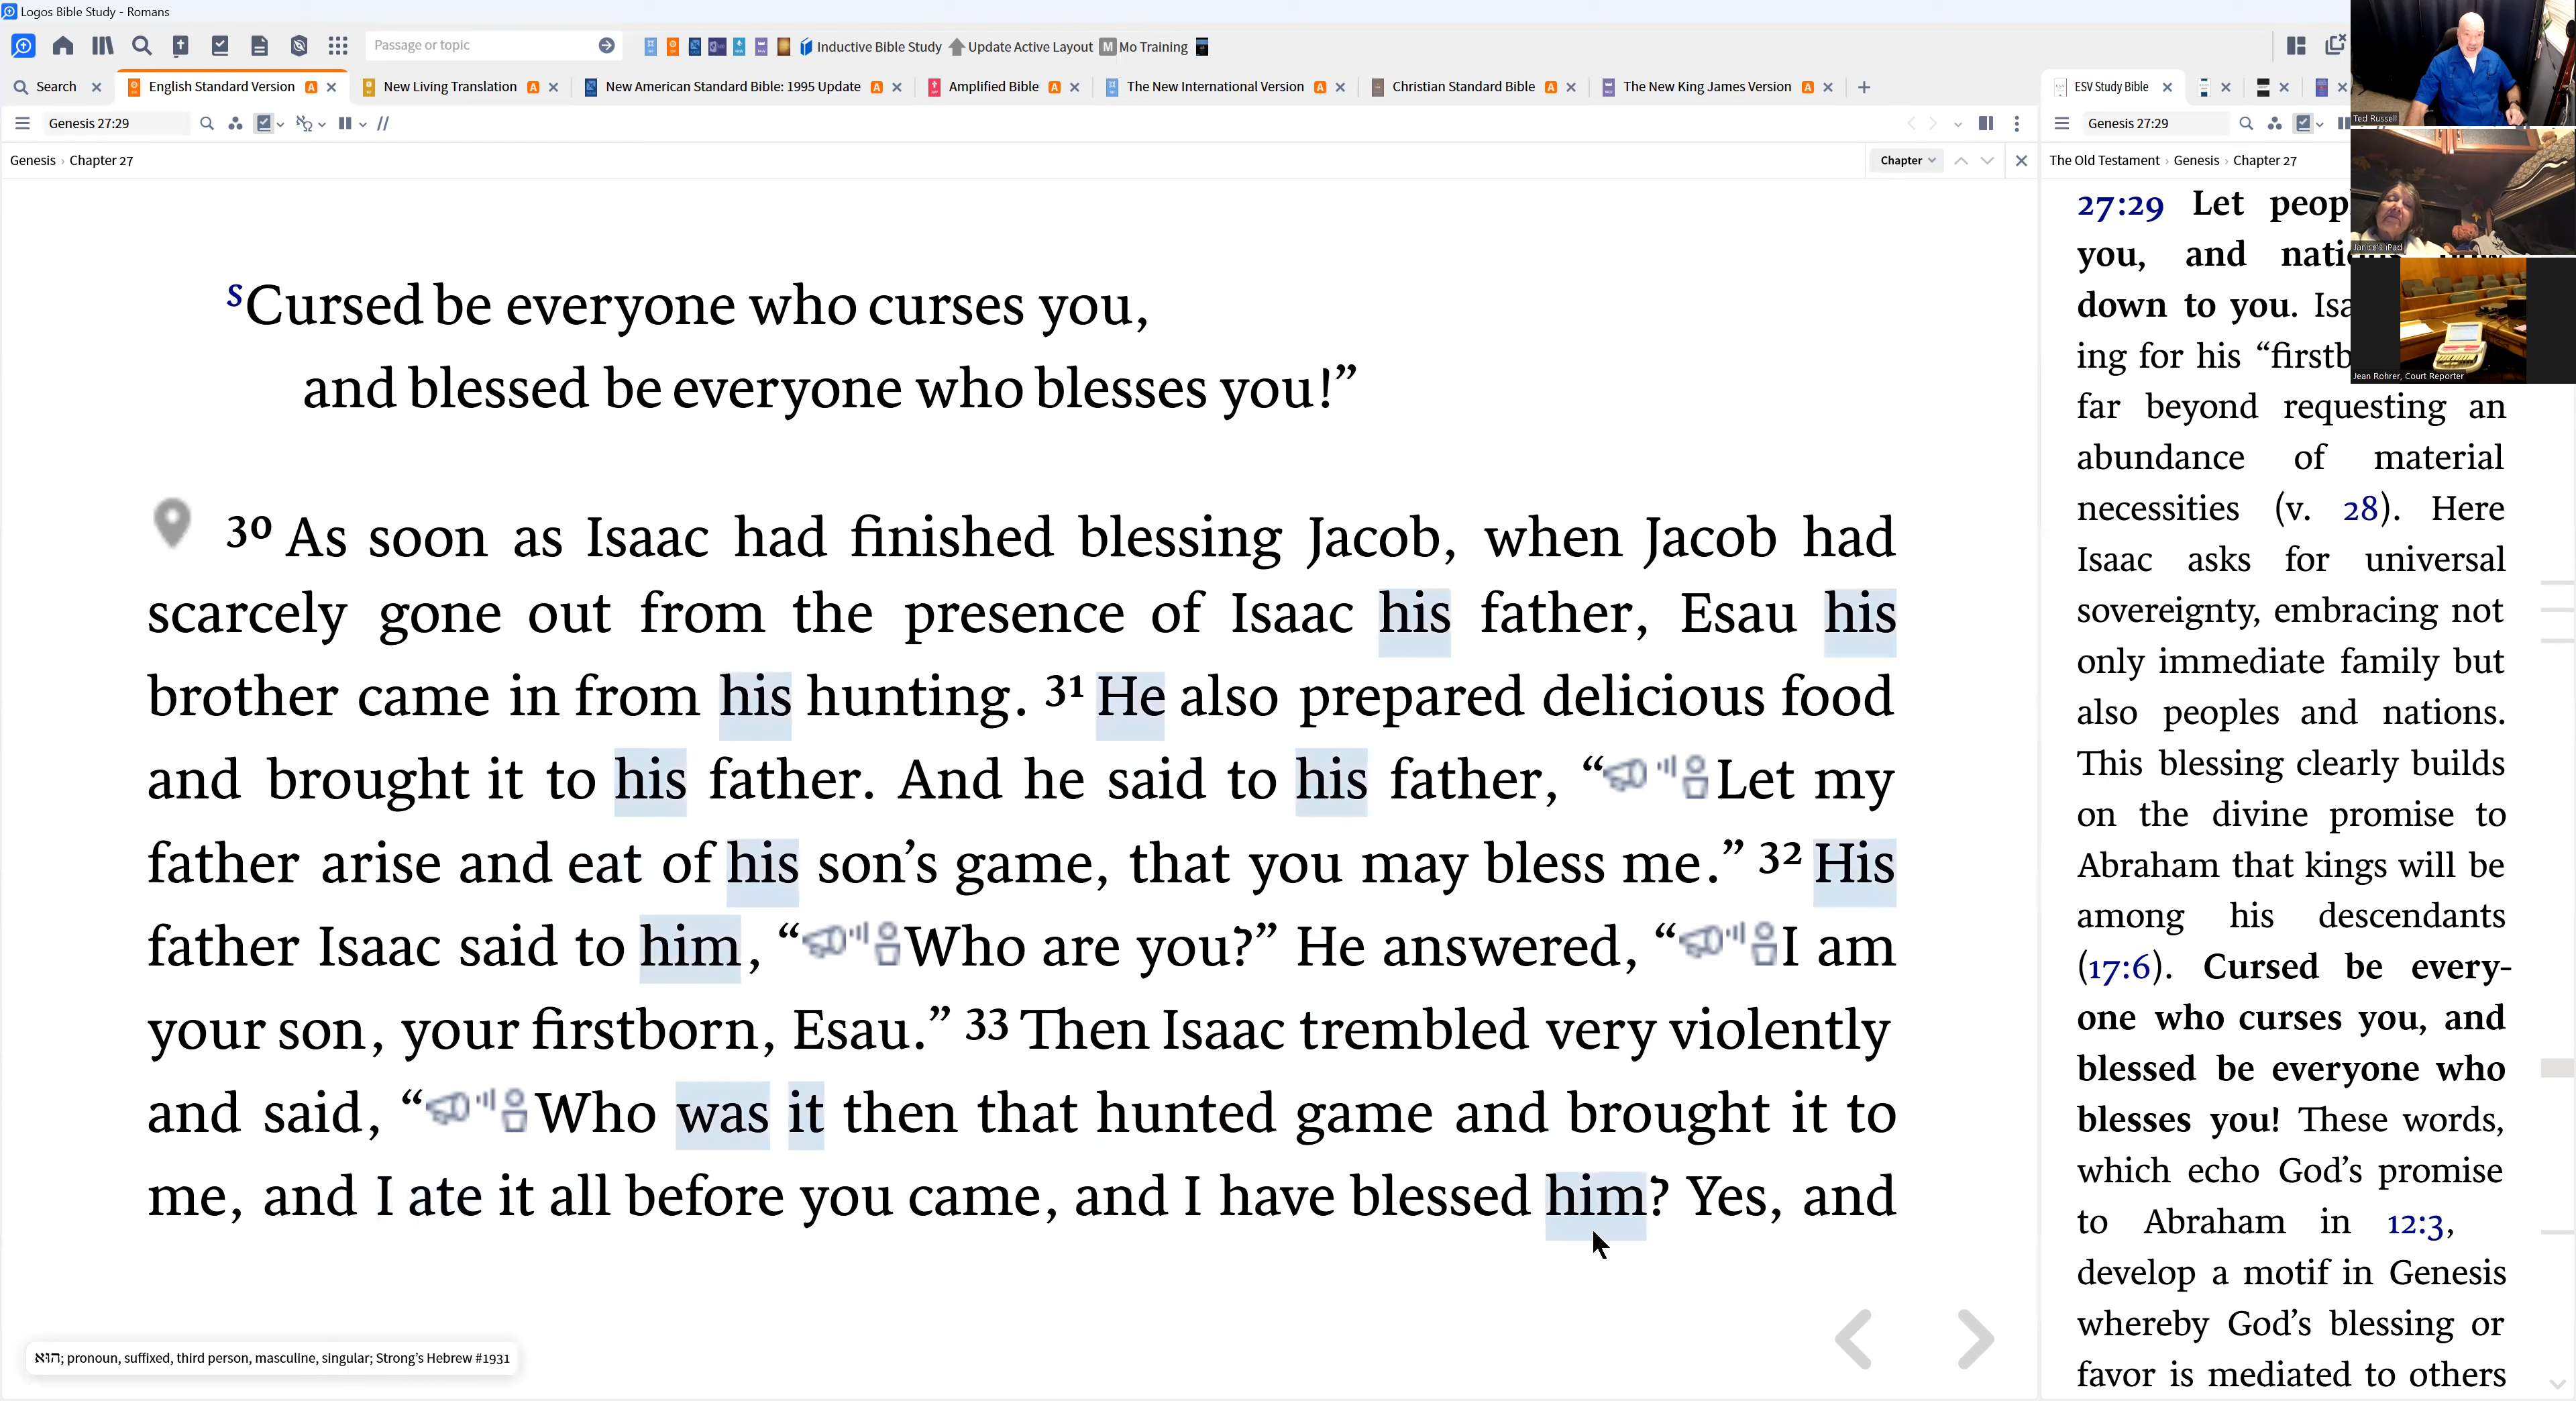 Logos Bible Study - Romans
Passage or topic
Inductive Bible Study Update Active Layout M Mo Training
Search English Standard Version A New Living Translation A New American Standard Bible: 1995 Update A Amplified Bible A The New International Version A Christian Standard Bible A The New King James Version A
ESV Study Bible
Genesis 27:29
Genesis 27:29
Genesis › Chapter 27
Chapter
The Old Testament › Genesis › Chapter 27
sCursed be everyone who curses you,
and blessed be everyone who blesses you!”
30 As soon as Isaac had finished blessing Jacob, when Jacob had
scarcely gone out from the presence of Isaac his father, Esau his
brother came in from his hunting. 31 He also prepared delicious food
and brought it to his father. And he said to his father, “Let my
father arise and eat of his son’s game, that you may bless me.” 32 His
father Isaac said to him, “Who are you?” He answered, “I am
your son, your firstborn, Esau.” 33 Then Isaac trembled very violently
and said, “Who was it then that hunted game and brought it to
me, and I ate it all before you came, and I have blessed him? Yes, and
הוּא; pronoun, suffixed, third person, masculine, singular; Strong’s Hebrew #1931
27:29 Let
you, and
down to you.
ing for his
far beyond requesting an
abundance of material
necessities (v. 28). Here
Isaac asks for universal
sovereignty, embracing not
only immediate family but
also peoples and nations.
This blessing clearly builds
on the divine promise to
Abraham that kings will be
among his descendants
(17:6). Cursed be every-
one who curses you, and
blessed be everyone who
blesses you! These words,
which echo God’s promise
to Abraham in 12:3,
develop a motif in Genesis
whereby God’s blessing or
favor is mediated to others
Ted Russell
Janice's iPad
Jean Rohrer, Court Reporter